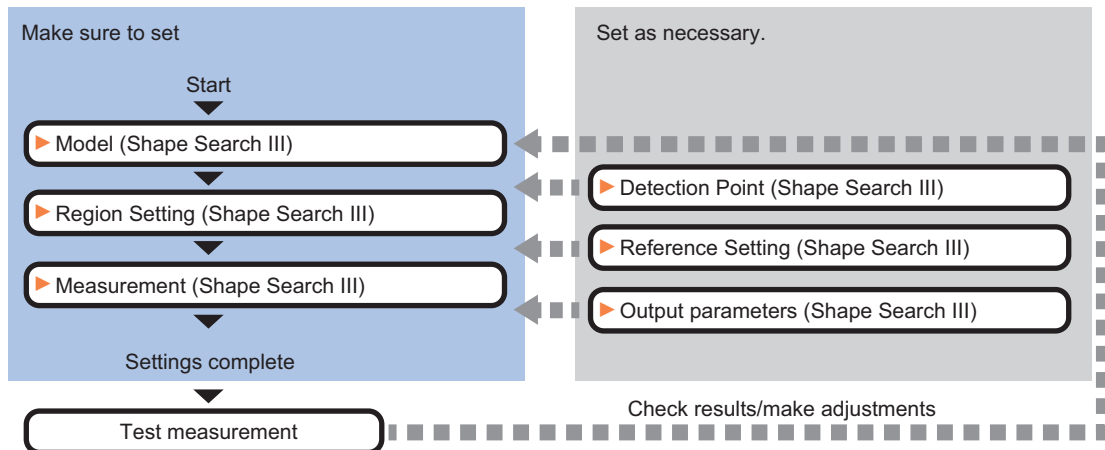 Make sure to set
Start
Model (Shape Search III)
Region Setting (Shape Search III)
Measurement (Shape Search III)
Settings complete
Test measurement
Set as necessary.
Detection Point (Shape Search III)
Reference Setting (Shape Search III)
Output parameters (Shape Search III)
Check results/make adjustments